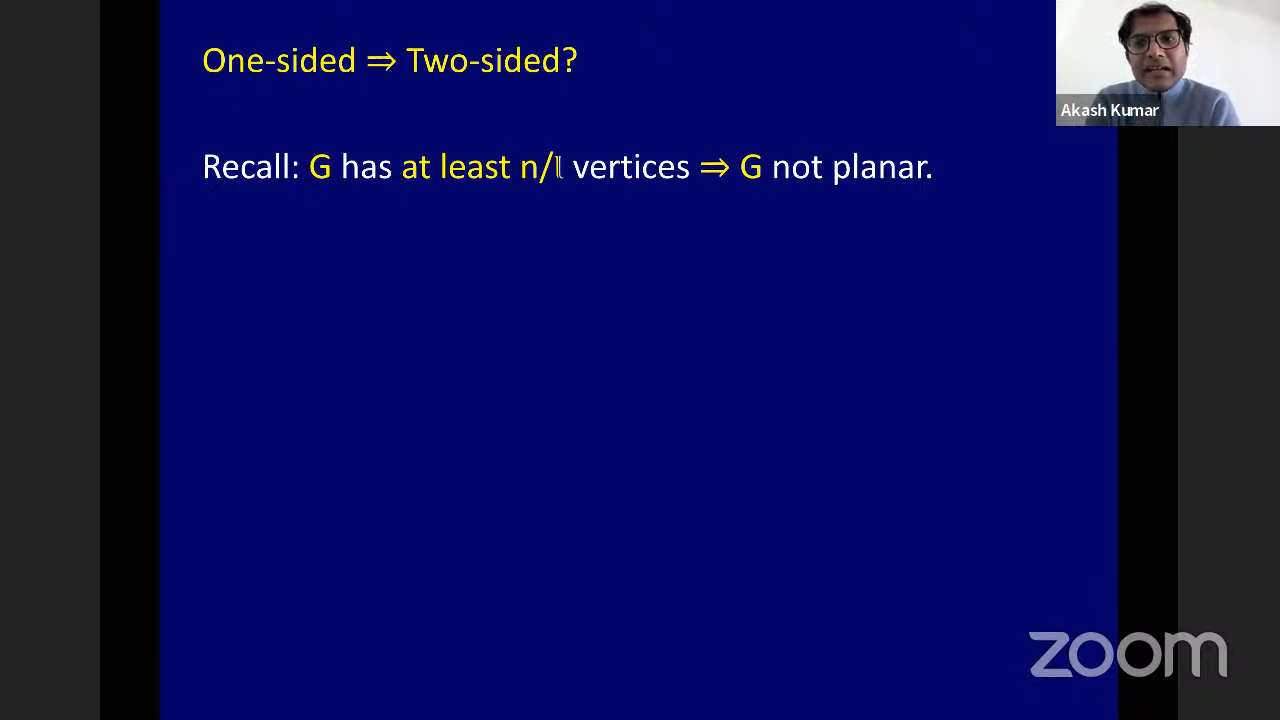 One-sided ⇒ Two-sided?
Akash Kumar
Recall: G has at least n/ vertices ⇒ G not planar.
zoom